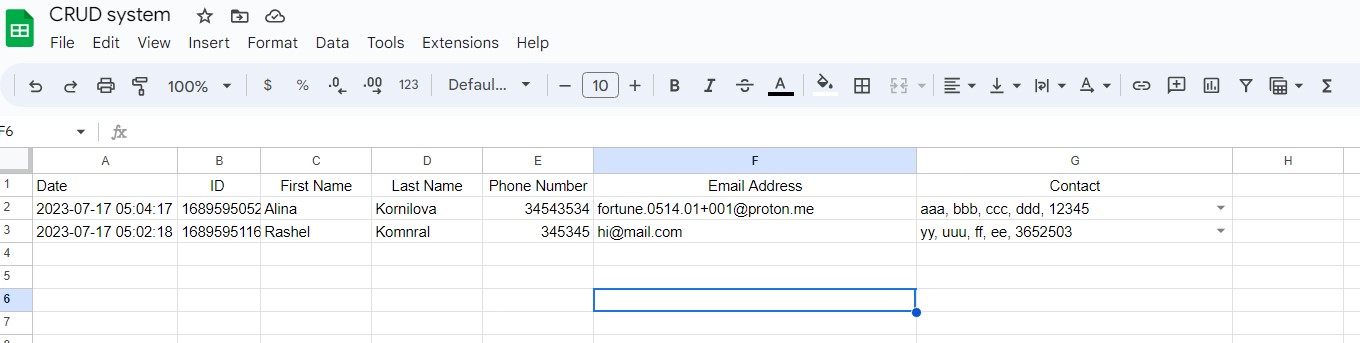 CRUD system
File Edit View Insert Format Data Tools Extensions Help
100% $ % .0 .00 123 Defaul... 10 B I A A Σ
F6 fx
A B C D E F G H
1 Date ID First Name Last Name Phone Number Email Address Contact
2 2023-07-17 05:04:17 1689595052 Alina Kornilova 34543534 fortune.0514.01+001@proton.me aaa, bbb, ccc, ddd, 12345
3 2023-07-17 05:02:18 1689595116 Rashel Komnral 345345 hi@mail.com yy, uuu, ff, ee, 3652503
4
5
6
7